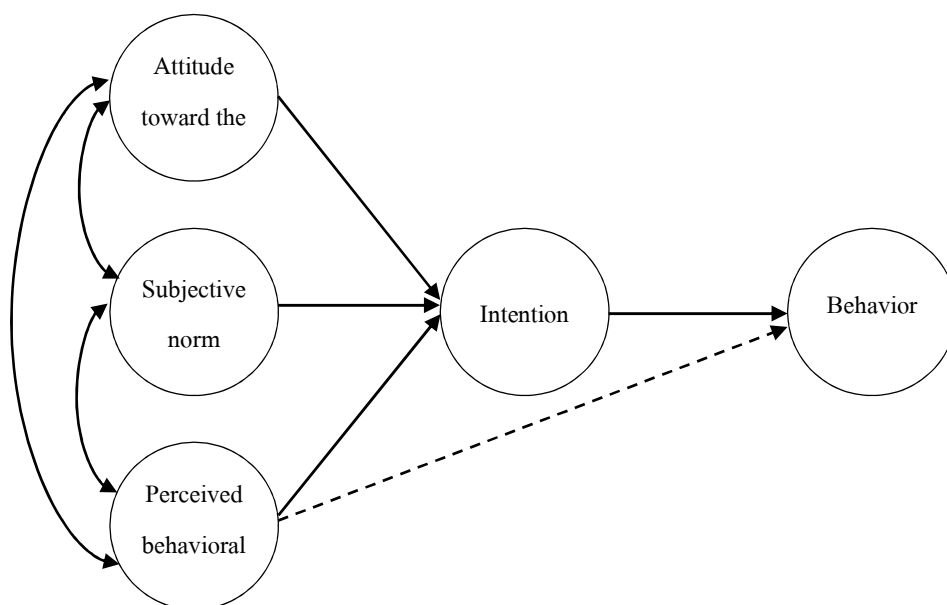 Attitude
toward the
Subjective
norm
Intention
Behavior
Perceived
behavioral